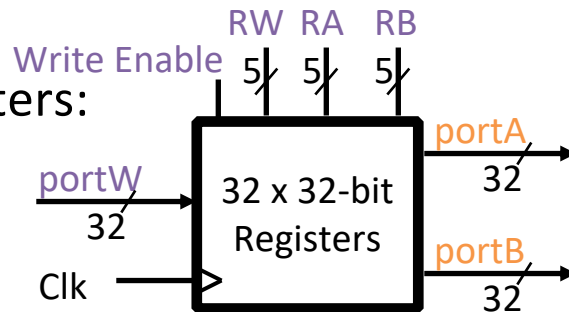 RW RA RB
Write Enable
5 5 5
ters:
portA
portW
32 x 32-bit
32
32
Registers
portB
Clk
32